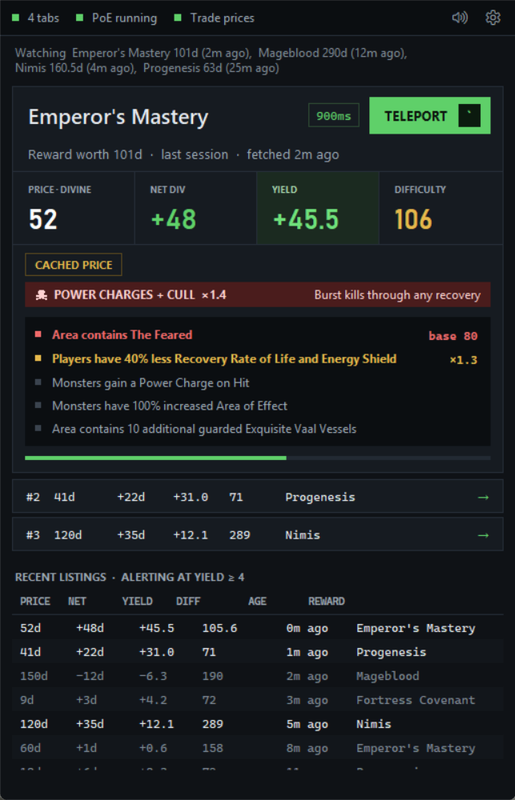 4 tabs PoE running Trade prices
Watching Emperor's Mastery 101d (2m ago), Mageblood 290d (12m ago),
Nimis 160.5d (4m ago), Progenesis 63d (25m ago)
Emperor's Mastery 900ms TELEPORT `
Reward worth 101d · last session · fetched 2m ago
PRICE · DIVINE NET DIV YIELD DIFFICULTY
52 +48 +45.5 106
CACHED PRICE
POWER CHARGES + CULL ×1.4 Burst kills through any recovery
Area contains The Feared base 80
Players have 40% less Recovery Rate of Life and Energy Shield ×1.3
Monsters gain a Power Charge on Hit
Monsters have 100% increased Area of Effect
Area contains 10 additional guarded Exquisite Vaal Vessels
#2 41d +22d +31.0 71 Progenesis →
#3 120d +35d +12.1 289 Nimis →
RECENT LISTINGS · ALERTING AT YIELD ≥ 4
PRICE NET YIELD DIFF AGE REWARD
52d +48d +45.5 105.6 0m ago Emperor's Mastery
41d +22d +31.0 71 1m ago Progenesis
150d −12d −6.3 190 2m ago Mageblood
9d +3d +4.2 72 3m ago Fortress Covenant
120d +35d +12.1 289 5m ago Nimis
60d +1d +0.6 158 8m ago Emperor's Mastery